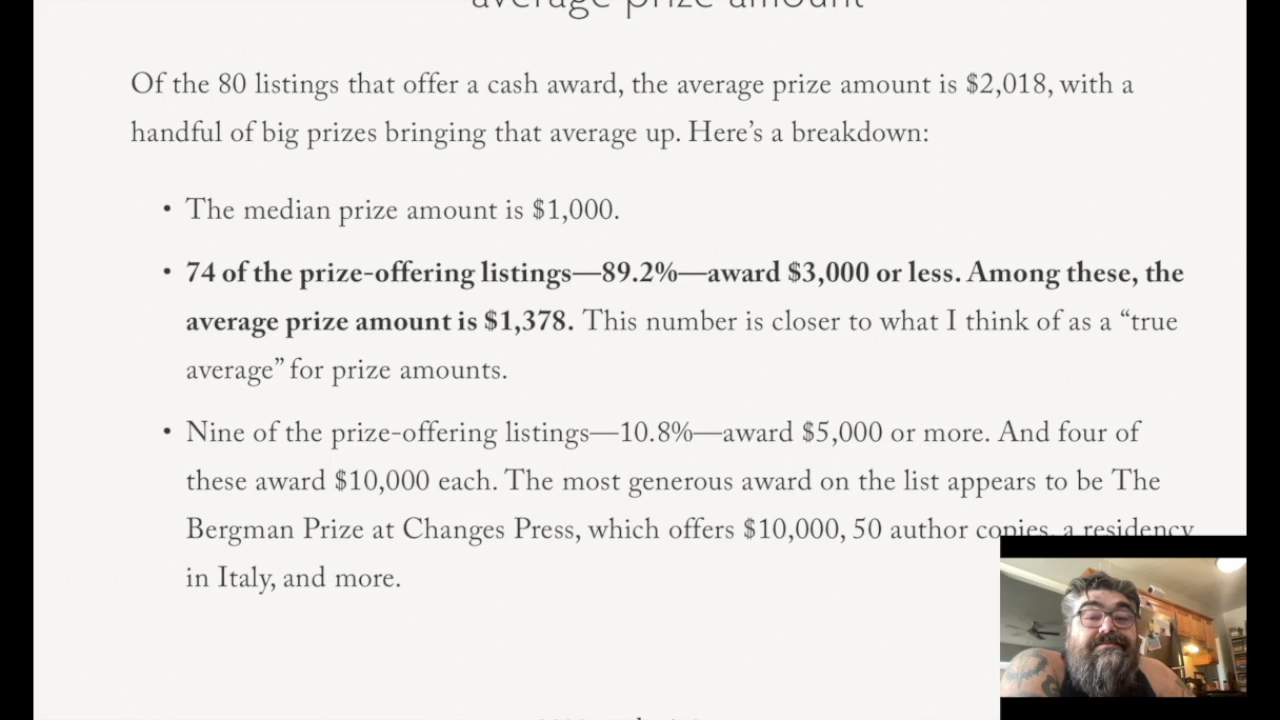 average prize amount
Of the 80 listings that offer a cash award, the average prize amount is $2,018, with a
handful of big prizes bringing that average up. Here’s a breakdown:
• The median prize amount is $1,000.
• 74 of the prize-offering listings—89.2%—award $3,000 or less. Among these, the
average prize amount is $1,378. This number is closer to what I think of as a “true
average” for prize amounts.
• Nine of the prize-offering listings—10.8%—award $5,000 or more. And four of
these award $10,000 each. The most generous award on the list appears to be The
Bergman Prize at Changes Press, which offers $10,000, 50 author copies, a residency
in Italy, and more.